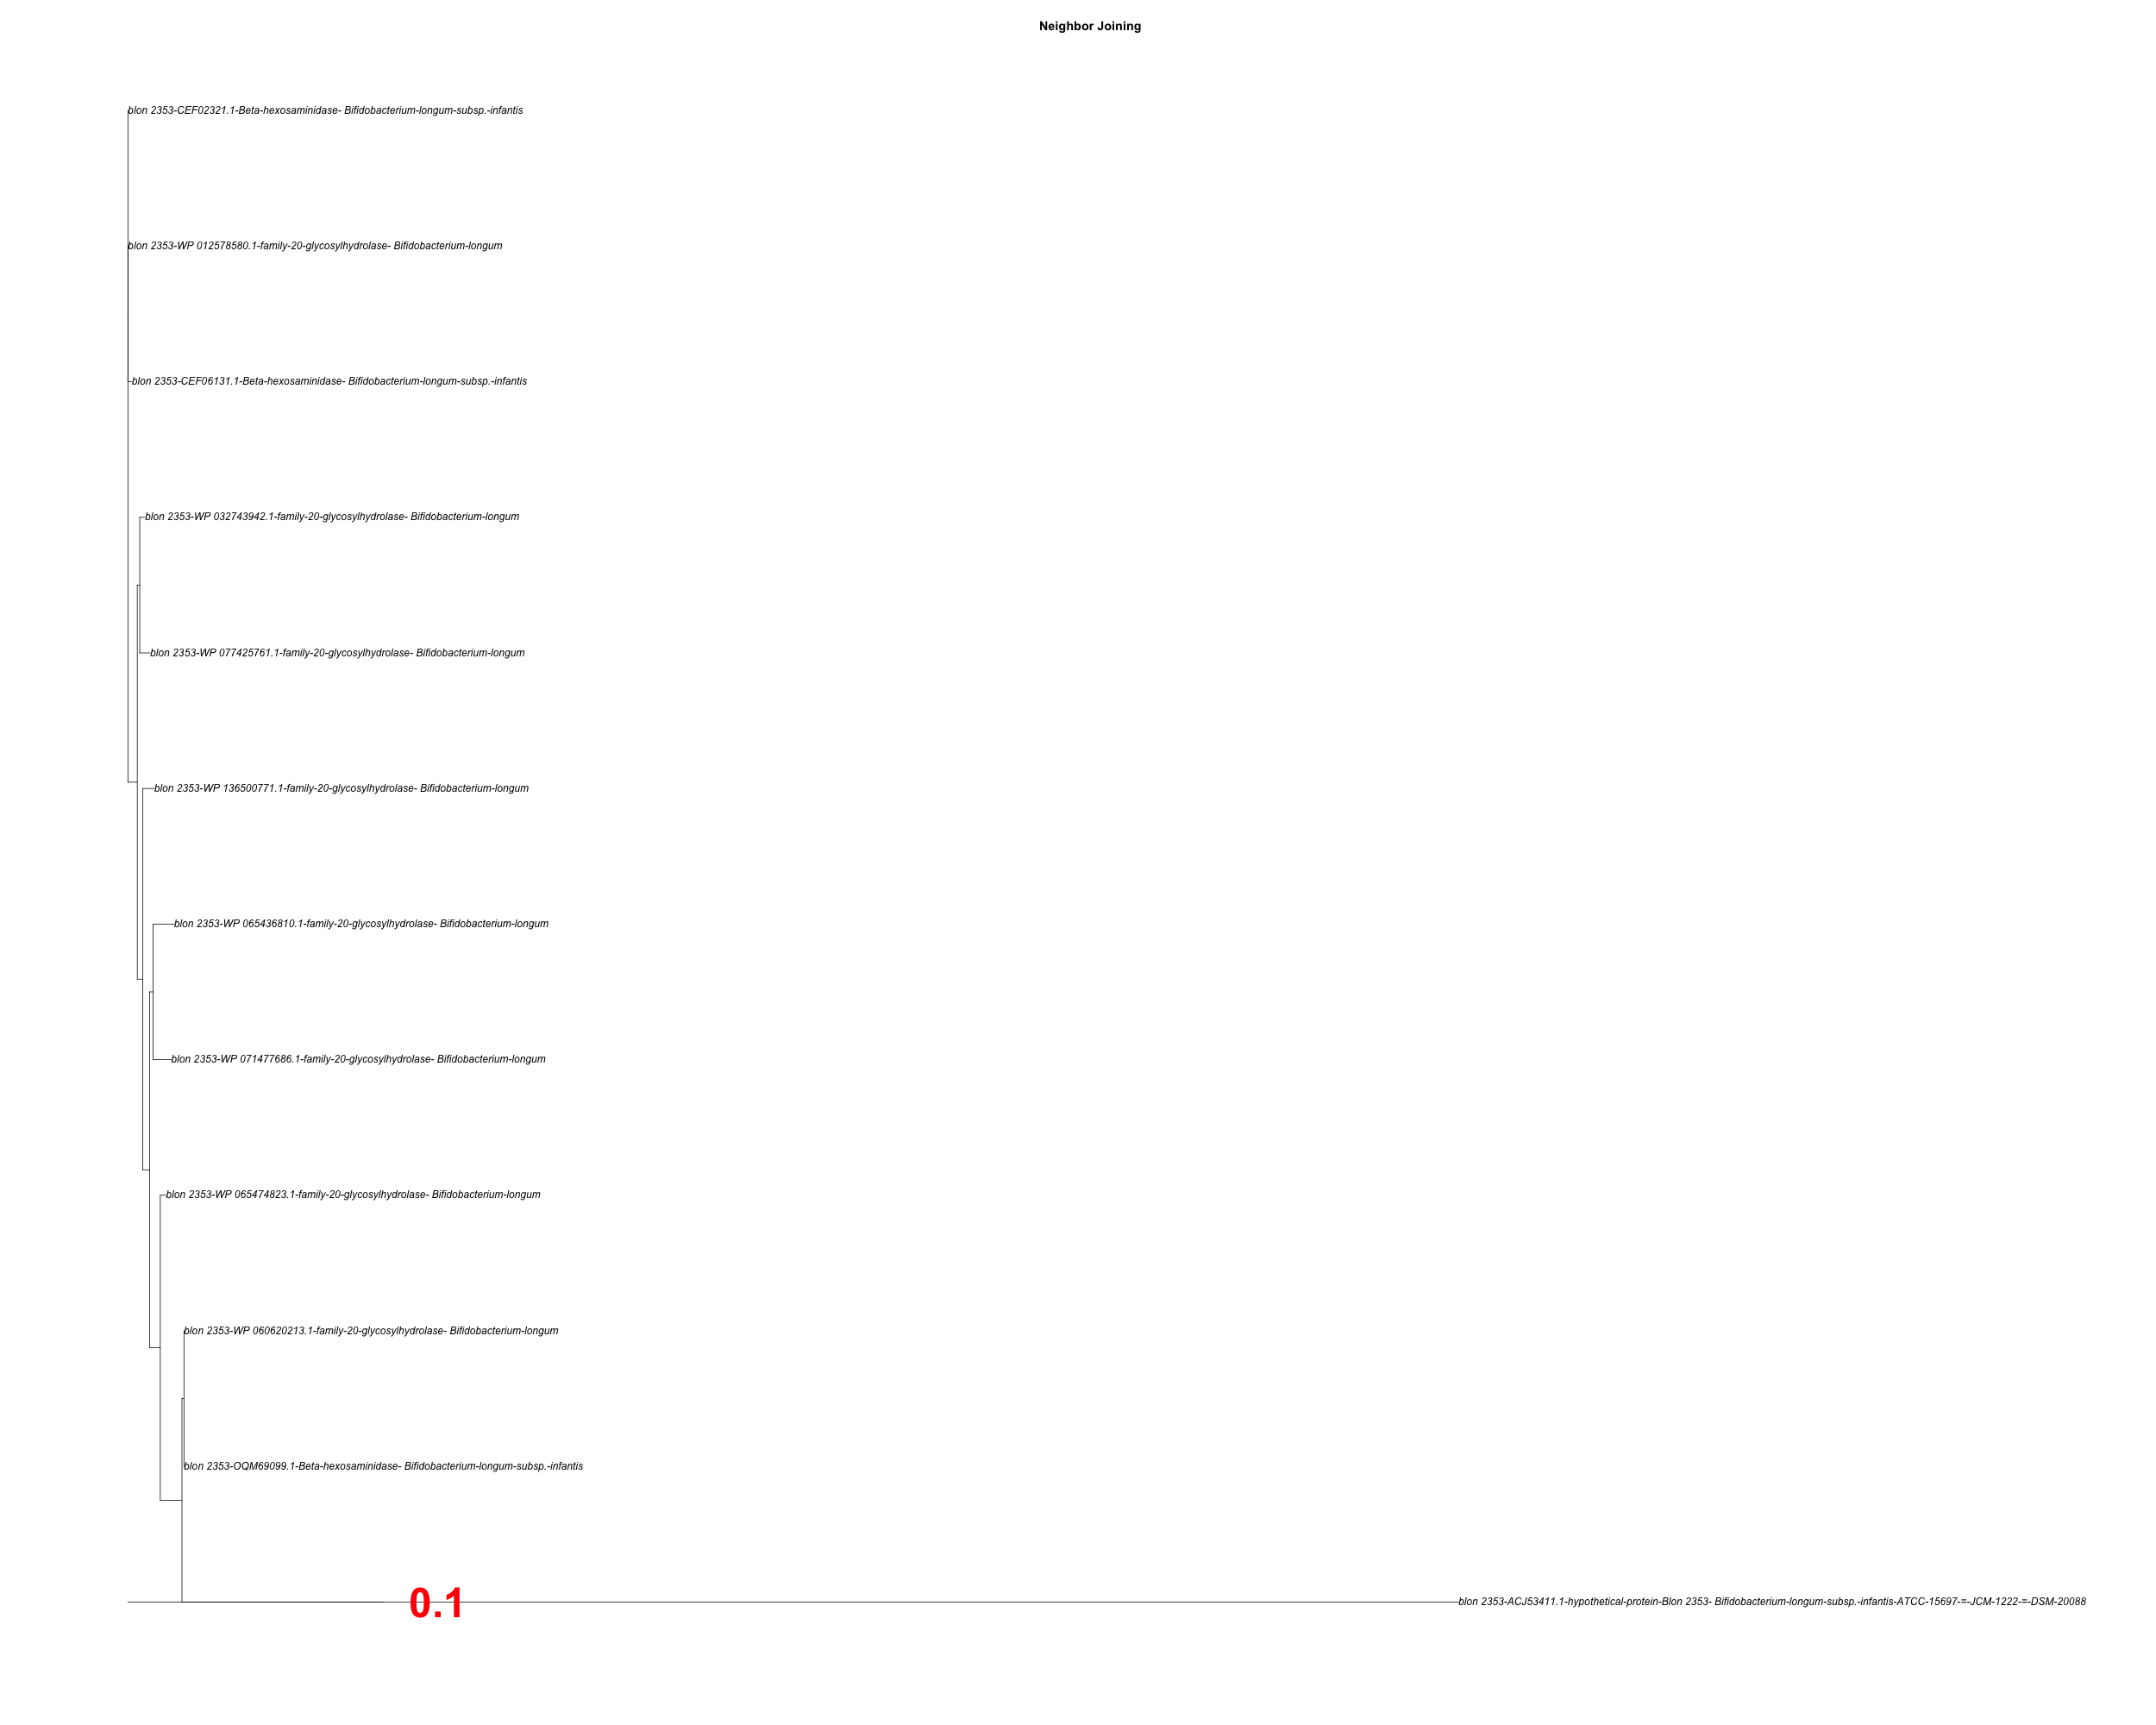 Neighbor Joining
blon 2353-CEF02321.1-Beta-hexosaminidase- Bifidobacterium-longum-subsp.-infantis
blon 2353-WP 012578580.1-family-20-glycosylhydrolase- Bifidobacterium-longum
blon 2353-CEF06131.1-Beta-hexosaminidase- Bifidobacterium-longum-subsp.-infantis
blon 2353-WP 032743942.1-family-20-glycosylhydrolase- Bifidobacterium-longum
blon 2353-WP 077425761.1-family-20-glycosylhydrolase- Bifidobacterium-longum
blon 2353-WP 136500771.1-family-20-glycosylhydrolase- Bifidobacterium-longum
blon 2353-WP 065436810.1-family-20-glycosylhydrolase- Bifidobacterium-longum
blon 2353-WP 071477686.1-family-20-glycosylhydrolase- Bifidobacterium-longum
blon 2353-WP 065474823.1-family-20-glycosylhydrolase- Bifidobacterium-longum
blon 2353-WP 060620213.1-family-20-glycosylhydrolase- Bifidobacterium-longum
blon 2353-OQM69099.1-Beta-hexosaminidase- Bifidobacterium-longum-subsp.-infantis
0.1
blon 2353-ACJ53411.1-hypothetical-protein-Blon 2353- Bifidobacterium-longum-subsp.-infantis-ATCC-15697-=-JCM-1222-=-DSM-20088